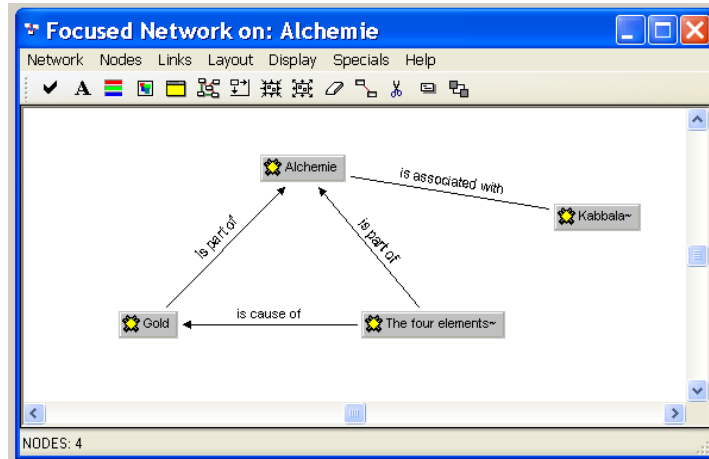 Focused Network on: Alchemie
Network Nodes Links Layout Display Specials Help
A
Alchemie
is associated with
Kabbala~
is part of
is part of
Gold
is cause of
The four elements~
NODES: 4